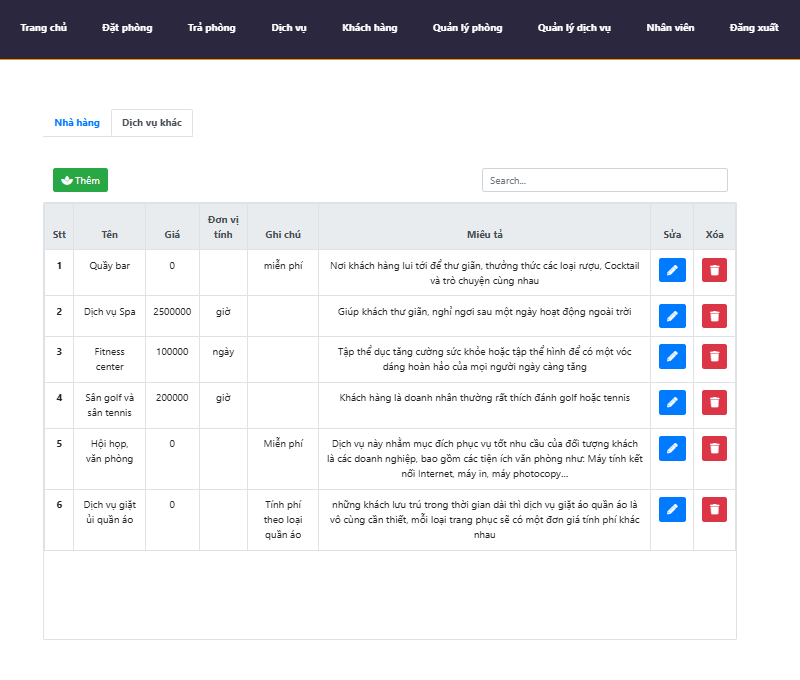 Trang chủ Đặt phòng Trả phòng Dịch vụ Khách hàng Quản lý phòng Quản lý dịch vụ Nhân viên Đăng xuất
Nhà hàng Dịch vụ khác
Thêm Search...
Stt Tên Giá Đơn vị tính Ghi chú Miêu tả Sửa Xóa
1 Quầy bar 0 miễn phí Nơi khách hàng lui tới để thư giãn, thưởng thức các loại rượu, Cocktail
và trò chuyện cùng nhau
2 Dịch vụ Spa 2500000 giờ Giúp khách thư giãn, nghỉ ngơi sau một ngày hoạt động ngoài trời
3 Fitness 100000 ngày Tập thể dục tăng cường sức khỏe hoặc tập thể hình để có một vóc
center dáng hoàn hảo của mọi người ngày càng tăng
4 Sân golf và 200000 giờ Khách hàng là doanh nhân thường rất thích đánh golf hoặc tennis
sân tennis
5 Hội họp, 0 Miễn phí Dịch vụ này nhằm mục đích phục vụ tốt nhu cầu của đối tượng khách
văn phòng là các doanh nghiệp, bao gồm các tiện ích văn phòng như: Máy tính kết
nối Internet, máy in, máy photocopy...
6 Dịch vụ giặt 0 Tính phí những khách lưu trú trong thời gian dài thì dịch vụ giặt áo quần áo là
ủi quần áo theo loại vô cùng cần thiết, mỗi loại trang phục sẽ có một đơn giá tính phí khác
quần áo nhau